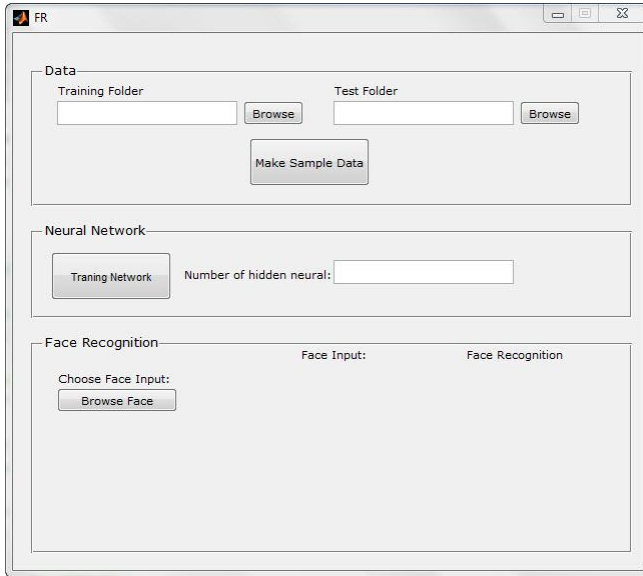 FR
Data
Training Folder Test Folder
Browse Browse
Make Sample Data
Neural Network
Traning Network Number of hidden neural:
Face Recognition
Face Input: Face Recognition
Choose Face Input:
Browse Face